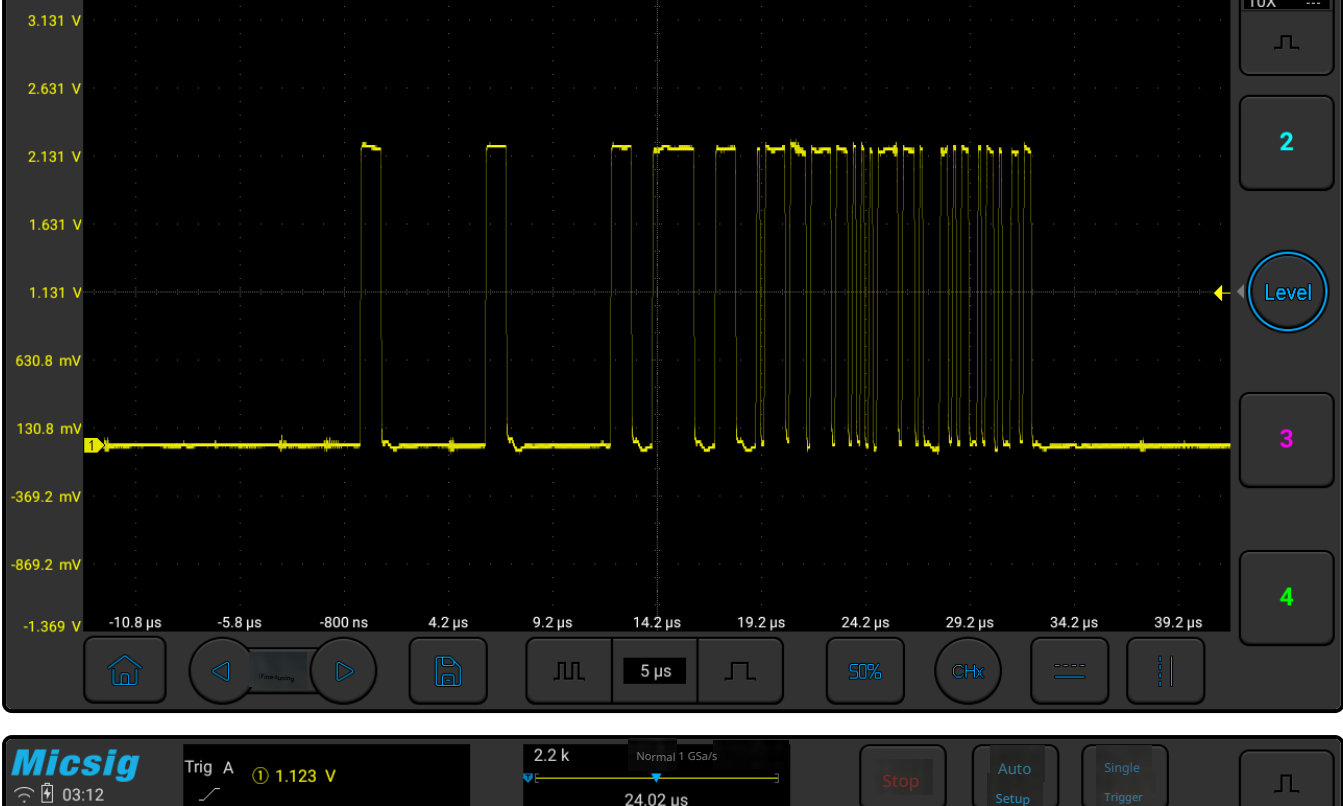 10X ---
3.131 V
2.631 V
2.131 V
1.631 V
1.131 V
630.8 mV
130.8 mV
1
-369.2 mV
-869.2 mV
-1.369 V
2
Level
3
4
-10.8 µs -5.8 µs -800 ns 4.2 µs 9.2 µs 14.2 µs 19.2 µs 24.2 µs 29.2 µs 34.2 µs 39.2 µs
5 µs
50%
CHx
Micsig
03:12
Trig A
① 1.123 V
2.2 k
Normal 1 GSa/s
T
24.02 µs
Stop
Auto
Setup
Single
Trigger